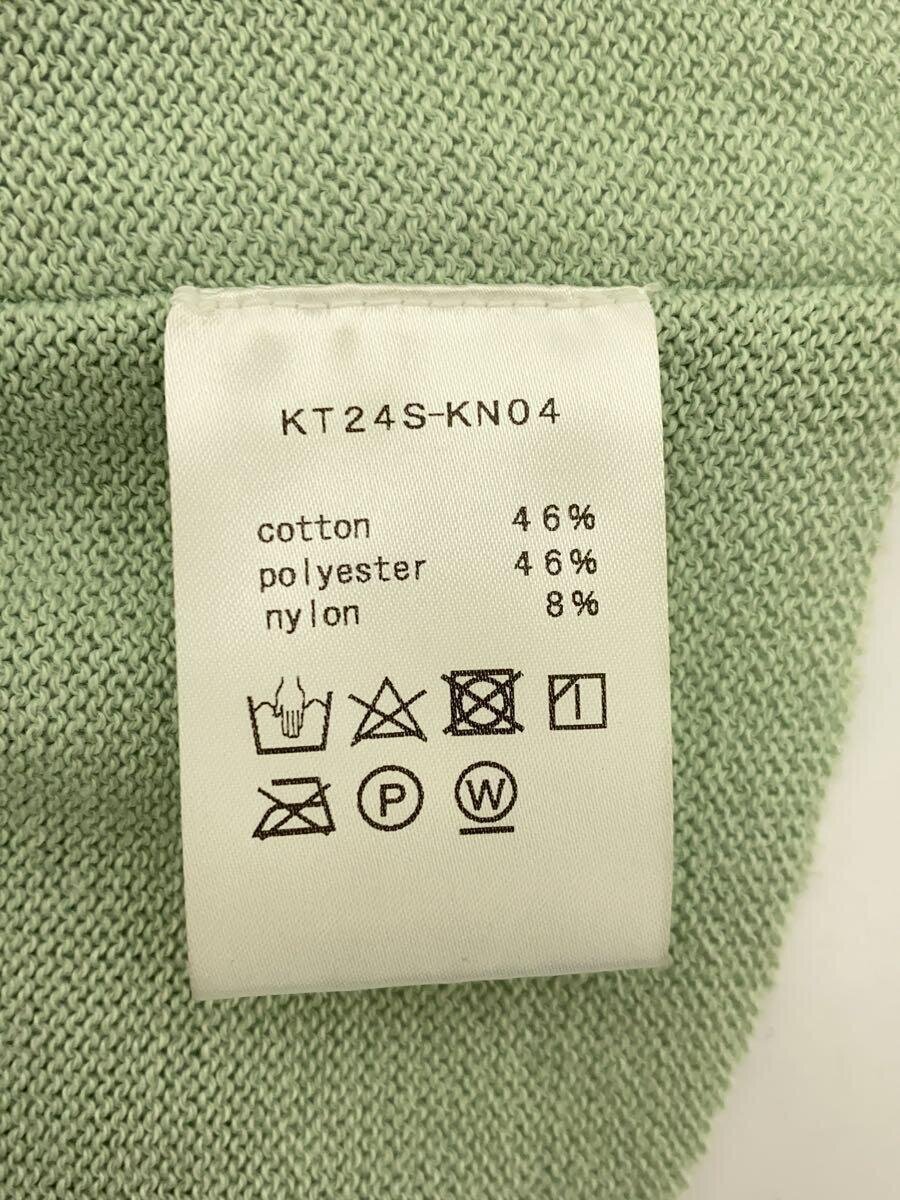 KT24S-KN04
cotton 46%
polyester 46%
nylon 8%
P W